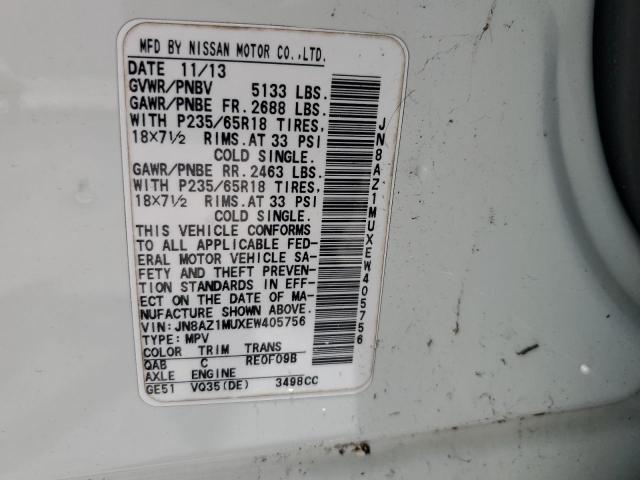 MFD BY NISSAN MOTOR CO.,LTD.
DATE 11/13
GVWR/PNBV 5133 LBS.
GAWR/PNBE FR. 2688 LBS.
WITH P235/65R18 TIRES,
18×7½ RIMS. AT 33 PSI
COLD SINGLE.
GAWR/PNBE RR. 2463 LBS.
WITH P235/65R18 TIRES,
18×7½ RIMS. AT 33 PSI
COLD SINGLE.
THIS VEHICLE CONFORMS
TO ALL APPLICABLE FED-
ERAL MOTOR VEHICLE SA-
FETY AND THEFT PREVEN-
TION STANDARDS IN EFF-
ECT ON THE DATE OF MA-
NUFACTURE SHOWN ABOVE.
VIN: JN8AZ1MUXEW405756
TYPE: MPV
COLOR TRIM TRANS
QAB C RE0F09B
AXLE ENGINE
GE51 VQ35(DE) 3498CC
JN8AZ1MUXEW405756